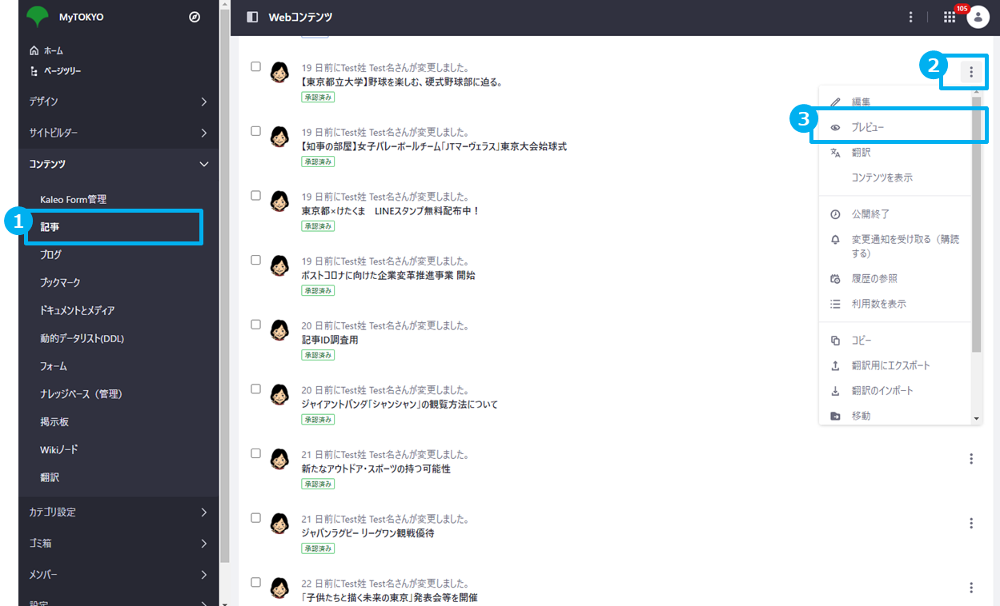 MyTOKYO
ホーム
ページツリー
デザイン
サイトビルダー
コンテンツ
Kaleo Form管理
1
記事
ブログ
ブックマーク
ドキュメントとメディア
動的データリスト(DDL)
フォーム
ナレッジベース（管理）
掲示板
Wikiノード
翻訳
カテゴリ設定
ゴミ箱
メンバー
設定
Webコンテンツ
105
19 日前にTest姓 Test名さんが変更しました。
【東京都立大学】野球を楽しむ、硬式野球部に迫る。
承認済み
19 日前にTest姓 Test名さんが変更しました。
【知事の部屋】女子バレーボールチーム「JTマーヴェラス」東京大会始球式
承認済み
19 日前にTest姓 Test名さんが変更しました。
東京都×けたくま　LINEスタンプ無料配布中！
承認済み
19 日前にTest姓 Test名さんが変更しました。
ポストコロナに向けた企業変革推進事業 開始
承認済み
20 日前にTest姓 Test名さんが変更しました。
記事ID調査用
承認済み
20 日前にTest姓 Test名さんが変更しました。
ジャイアントパンダ「シャンシャン」の観覧方法について
承認済み
21 日前にTest姓 Test名さんが変更しました。
新たなアウトドア・スポーツの持つ可能性
承認済み
21 日前にTest姓 Test名さんが変更しました。
ジャパンラグビー リーグワン観戦優待
承認済み
22 日前にTest姓 Test名さんが変更しました。
「子供たちと描く未来の東京」発表会等を開催
2
編集
3
プレビュー
翻訳
コンテンツを表示
公開終了
変更通知を受け取る（購読
する）
履歴の参照
利用数を表示
コピー
翻訳用にエクスポート
翻訳のインポート
移動